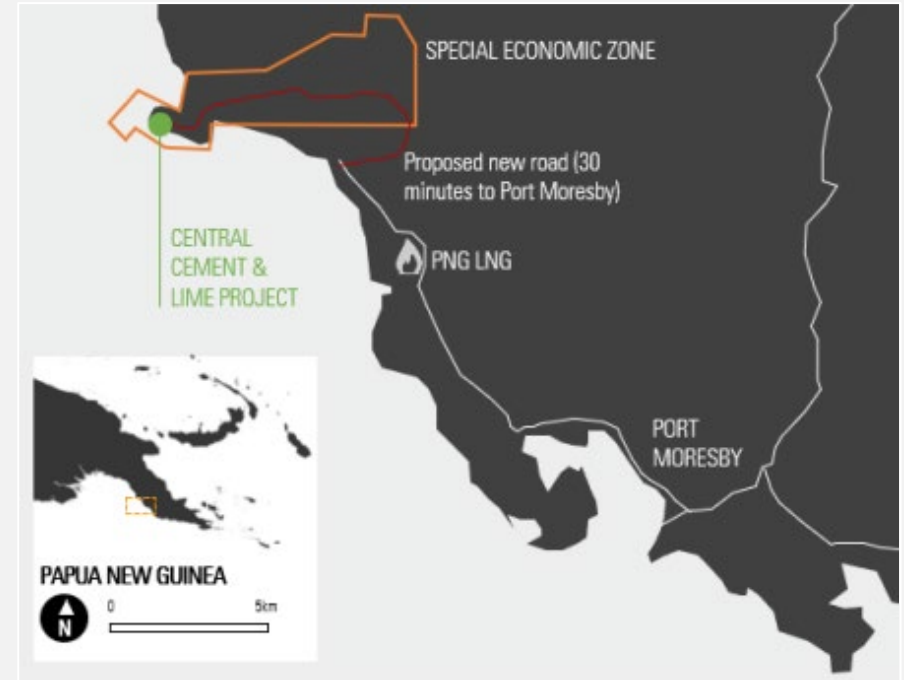 SPECIAL ECONOMIC ZONE
Proposed new road (30
minutes to Port Moresby)
CENTRAL
CEMENT &
LIME PROJECT
PNG LNG
PORT
MORESBY
PAPUA NEW GUINEA
N
0 5km